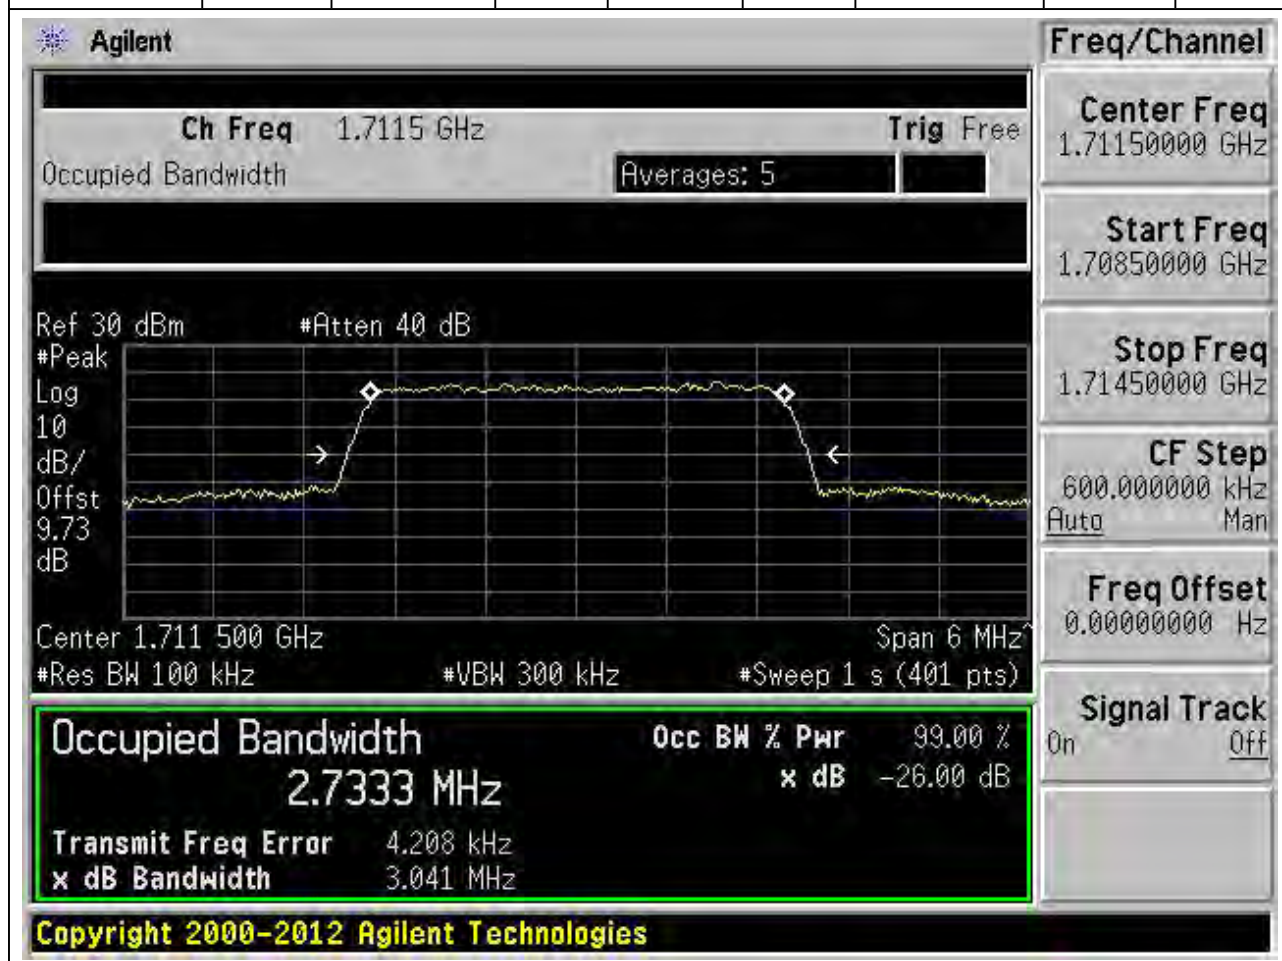 Agilent
Freq/Channel
Ch Freq 1.7115 GHz Trig Free
Occupied Bandwidth Averages: 5
Center Freq
1.71150000 GHz
Start Freq
1.70850000 GHz
Stop Freq
1.71450000 GHz
CF Step
600.000000 kHz
Auto Man
Freq Offset
0.00000000 Hz
Signal Track
On Off
Ref 30 dBm #Atten 40 dB
#Peak
Log
10
dB/
Offst
9.73
dB
Center 1.711 500 GHz Span 6 MHz^
#Res BW 100 kHz #VBW 300 kHz #Sweep 1 s (401 pts)
Occupied Bandwidth Occ BW % Pwr 99.00 %
2.7333 MHz x dB -26.00 dB
Transmit Freq Error 4.208 kHz
x dB Bandwidth 3.041 MHz
Copyright 2000-2012 Agilent Technologies